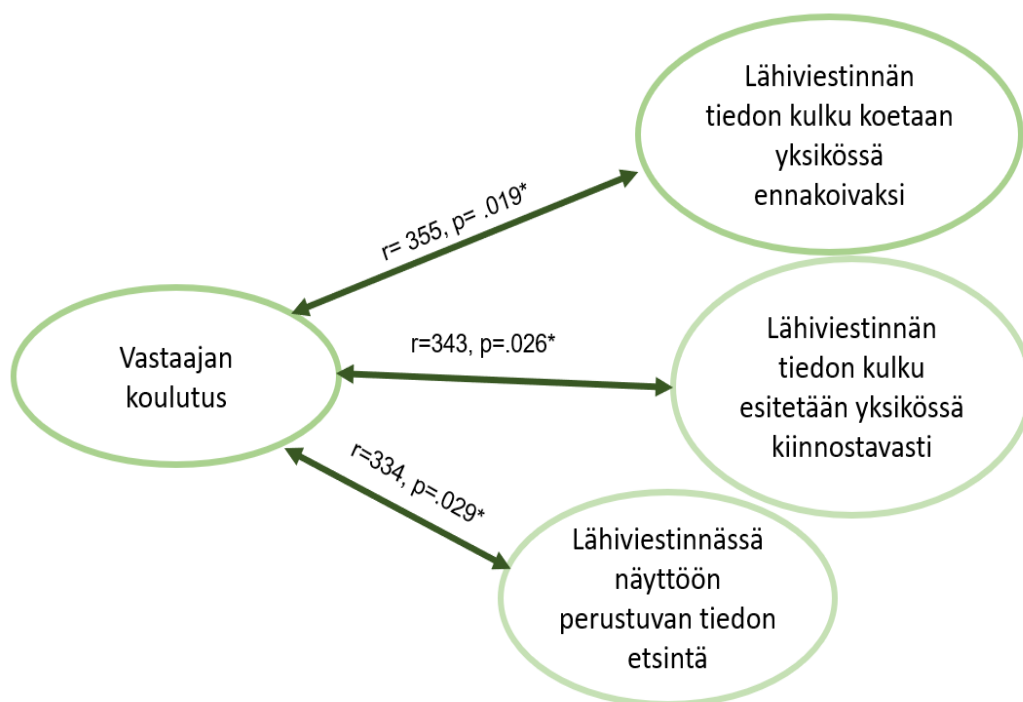 Lähiviestinnän
tiedon kulku koetaan
yksikössä
ennakoivaksi
r= 355, p= .019*
Vastaajan
koulutus
r=343, p=.026*
Lähiviestinnän
tiedon kulku
esitetään yksikössä
kiinnostavasti
r=334, p=.029*
Lähiviestinnässä
näyttöön
perustuvan tiedon
etsintä